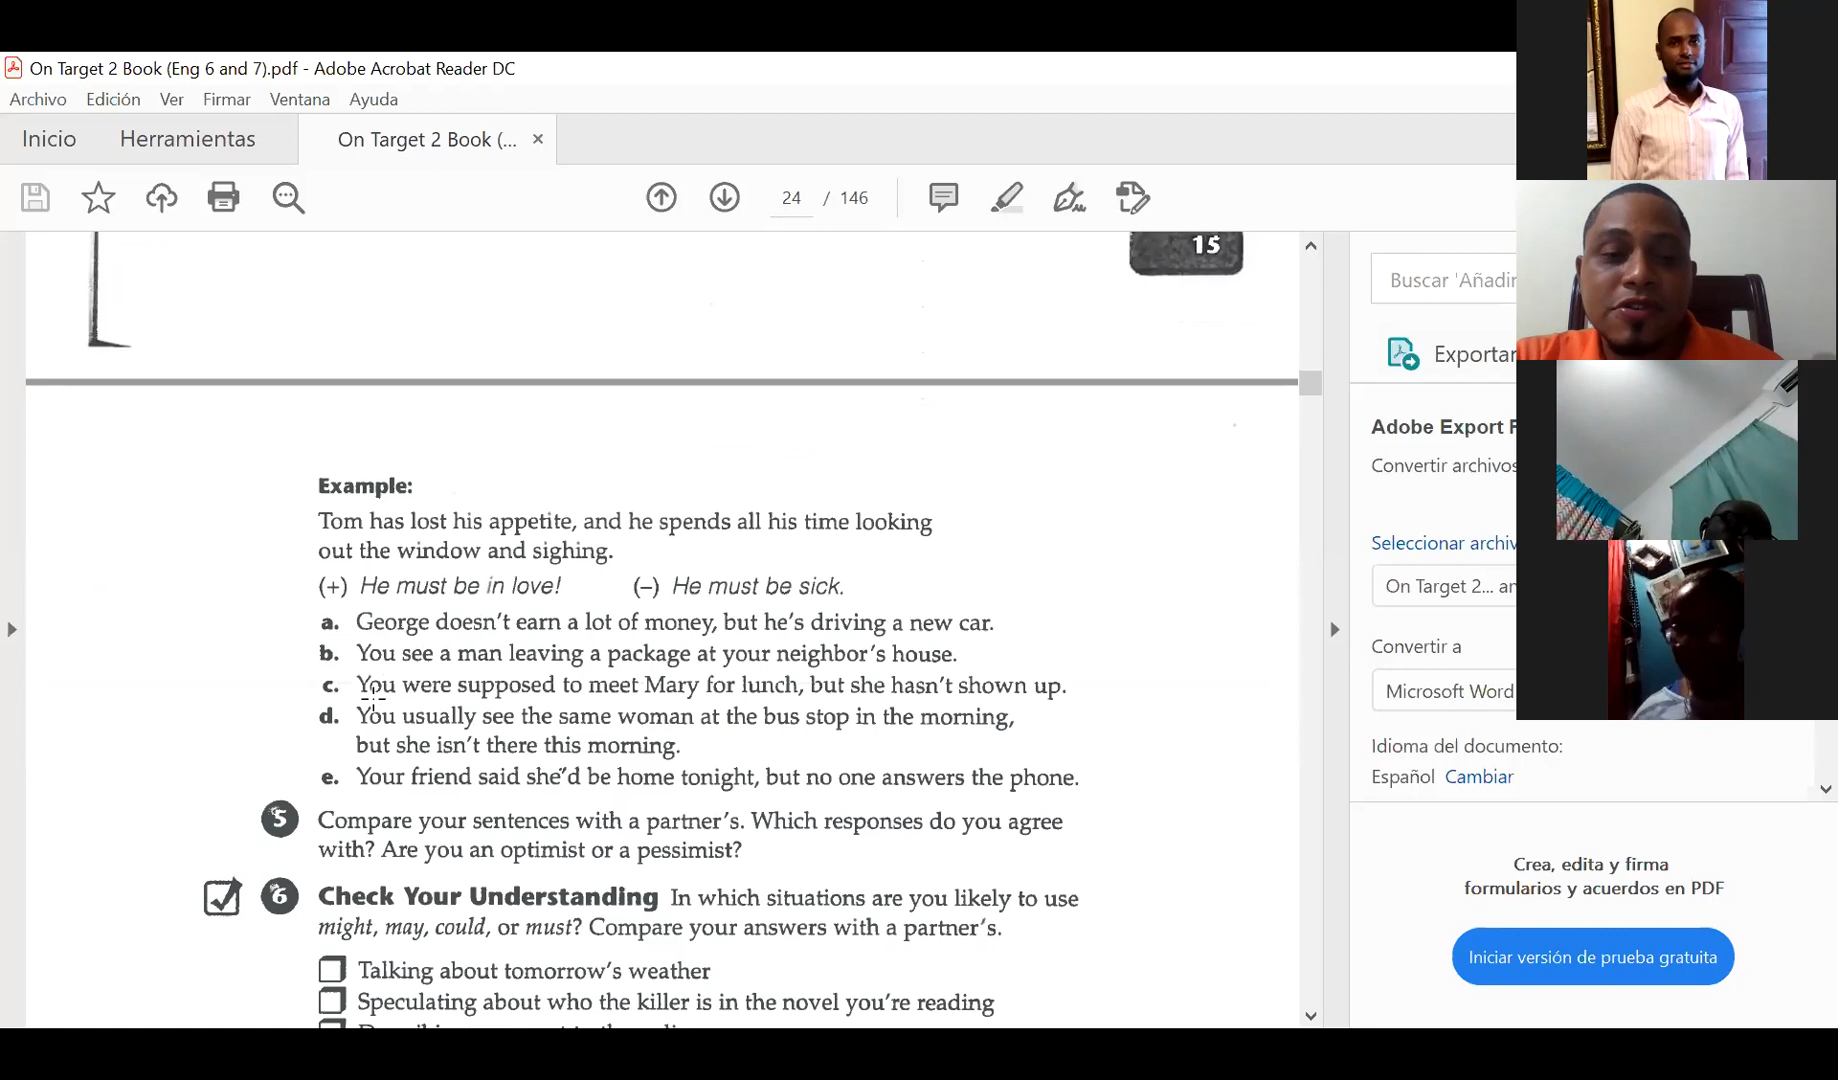 On Target 2 Book (Eng 6 and 7).pdf - Adobe Acrobat Reader DC
Archivo Edición Ver Firmar Ventana Ayuda
Inicio Herramientas On Target 2 Book (... ×
24 / 146
15
Example:
Tom has lost his appetite, and he spends all his time looking
out the window and sighing.
(+) He must be in love! (–) He must be sick.
a. George doesn't earn a lot of money, but he's driving a new car.
b. You see a man leaving a package at your neighbor's house.
c. You were supposed to meet Mary for lunch, but she hasn't shown up.
d. You usually see the same woman at the bus stop in the morning,
but she isn't there this morning.
e. Your friend said she'd be home tonight, but no one answers the phone.
5 Compare your sentences with a partner's. Which responses do you agree
with? Are you an optimist or a pessimist?
6 Check Your Understanding In which situations are you likely to use
might, may, could, or must? Compare your answers with a partner's.
Talking about tomorrow's weather
Speculating about who the killer is in the novel you're reading
Buscar 'Añadir
Exportar
Adobe Export
Convertir archivos
Seleccionar archiv
On Target 2... an
Convertir a
Microsoft Word
Idioma del documento:
Español Cambiar
Crea, edita y firma
formularios y acuerdos en PDF
Iniciar versión de prueba gratuita